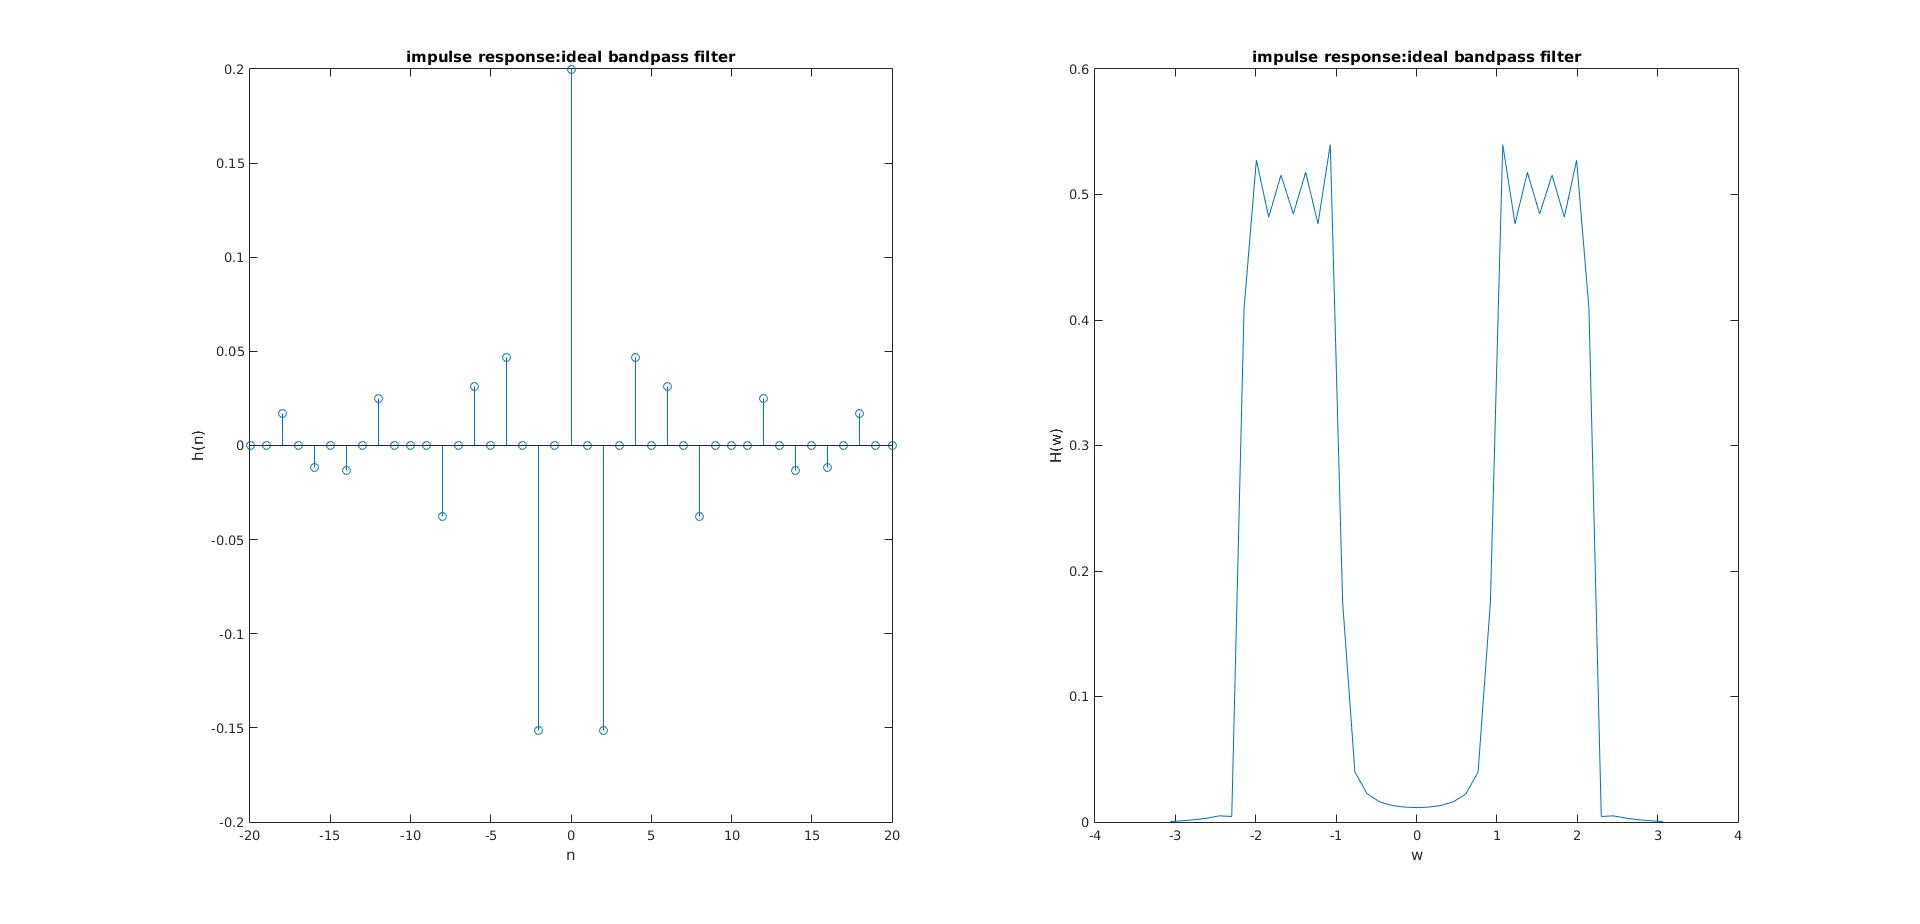 impulse response:ideal bandpass filter
0.2
0.15
0.1
0.05
0
-0.05
-0.1
-0.15
-0.2
h(n)
-20 -15 -10 -5 0 5 10 15 20
n
impulse response:ideal bandpass filter
0.6
0.5
0.4
0.3
0.2
0.1
0
H(w)
-4 -3 -2 -1 0 1 2 3 4
w